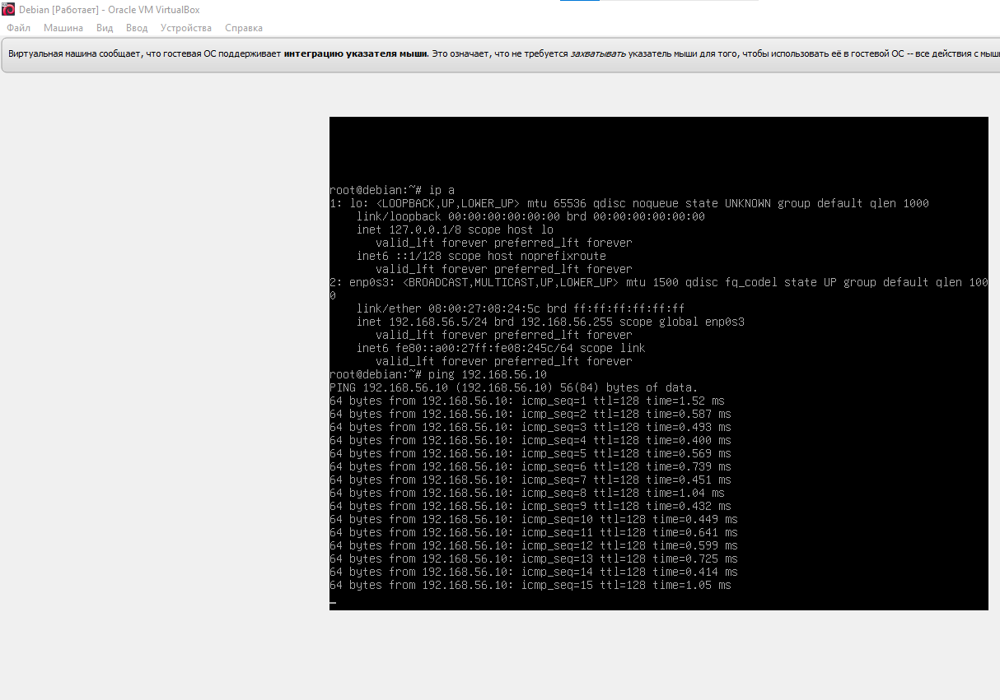 Debian [Работает] - Oracle VM VirtualBox
Файл Машина Вид Ввод Устройства Справка
Виртуальная машина сообщает, что гостевая ОС поддерживает интеграцию указателя мыши. Это означает, что не требуется захватывать указатель мыши для того, чтобы использовать её в гостевой ОС -- все действия с мыши
root@debian:~# ip a
1: lo: <LOOPBACK,UP,LOWER_UP> mtu 65536 qdisc noqueue state UNKNOWN group default qlen 1000
link/loopback 00:00:00:00:00:00 brd 00:00:00:00:00:00
inet 127.0.0.1/8 scope host lo
valid_lft forever preferred_lft forever
inet6 ::1/128 scope host noprefixroute
valid_lft forever preferred_lft forever
2: enp0s3: <BROADCAST,MULTICAST,UP,LOWER_UP> mtu 1500 qdisc fq_codel state UP group default qlen 100
0
link/ether 08:00:27:08:24:5c brd ff:ff:ff:ff:ff:ff
inet 192.168.56.5/24 brd 192.168.56.255 scope global enp0s3
valid_lft forever preferred_lft forever
inet6 fe80::a00:27ff:fe08:245c/64 scope link
valid_lft forever preferred_lft forever
root@debian:~# ping 192.168.56.10
PING 192.168.56.10 (192.168.56.10) 56(84) bytes of data.
64 bytes from 192.168.56.10: icmp_seq=1 ttl=128 time=1.52 ms
64 bytes from 192.168.56.10: icmp_seq=2 ttl=128 time=0.587 ms
64 bytes from 192.168.56.10: icmp_seq=3 ttl=128 time=0.493 ms
64 bytes from 192.168.56.10: icmp_seq=4 ttl=128 time=0.400 ms
64 bytes from 192.168.56.10: icmp_seq=5 ttl=128 time=0.569 ms
64 bytes from 192.168.56.10: icmp_seq=6 ttl=128 time=0.739 ms
64 bytes from 192.168.56.10: icmp_seq=7 ttl=128 time=0.451 ms
64 bytes from 192.168.56.10: icmp_seq=8 ttl=128 time=1.04 ms
64 bytes from 192.168.56.10: icmp_seq=9 ttl=128 time=0.432 ms
64 bytes from 192.168.56.10: icmp_seq=10 ttl=128 time=0.449 ms
64 bytes from 192.168.56.10: icmp_seq=11 ttl=128 time=0.641 ms
64 bytes from 192.168.56.10: icmp_seq=12 ttl=128 time=0.599 ms
64 bytes from 192.168.56.10: icmp_seq=13 ttl=128 time=0.725 ms
64 bytes from 192.168.56.10: icmp_seq=14 ttl=128 time=0.414 ms
64 bytes from 192.168.56.10: icmp_seq=15 ttl=128 time=1.05 ms